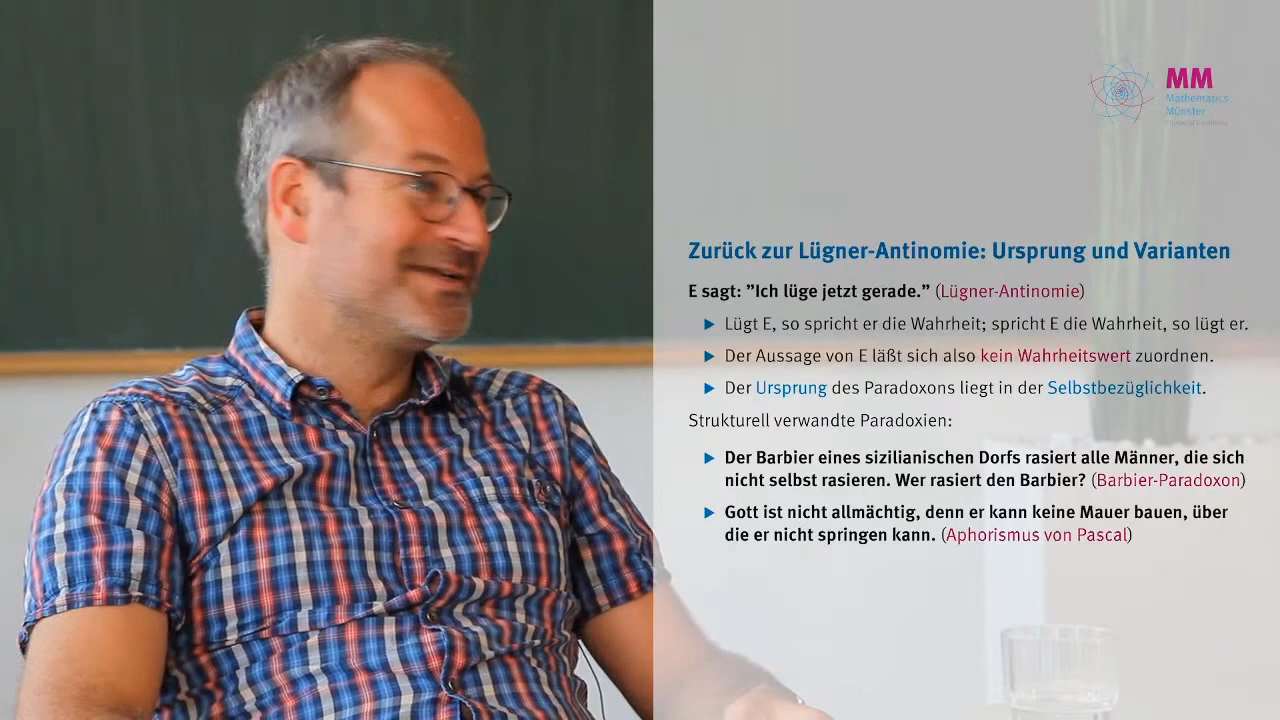 MM
Mathematics
Münster
Cluster of Excellence
Zurück zur Lügner-Antinomie: Ursprung und Varianten
E sagt: ”Ich lüge jetzt gerade.” (Lügner-Antinomie)
Lügt E, so spricht er die Wahrheit; spricht E die Wahrheit, so lügt er.
Der Aussage von E läßt sich also kein Wahrheitswert zuordnen.
Der Ursprung des Paradoxons liegt in der Selbstbezüglichkeit.
Strukturell verwandte Paradoxien:
Der Barbier eines sizilianischen Dorfs rasiert alle Männer, die sich
nicht selbst rasieren. Wer rasiert den Barbier? (Barbier-Paradoxon)
Gott ist nicht allmächtig, denn er kann keine Mauer bauen, über
die er nicht springen kann. (Aphorismus von Pascal)